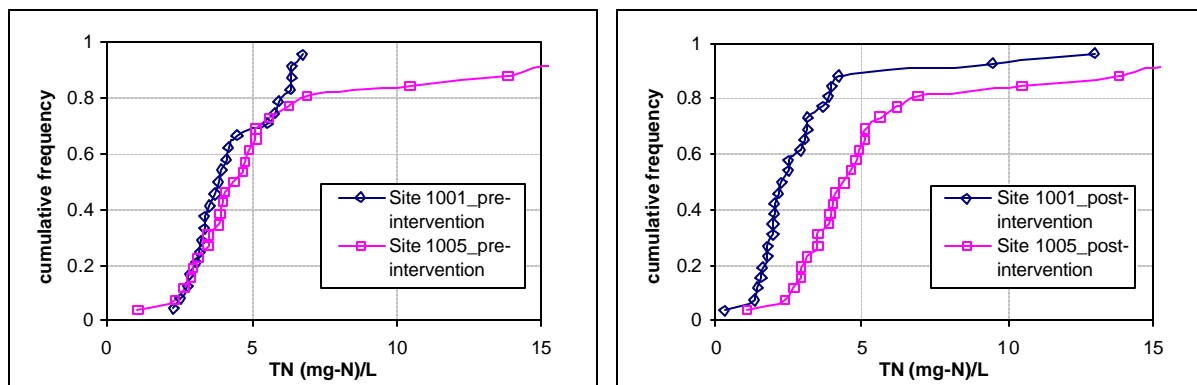 1
0.8
0.6
0.4
0.2
0
cumulative frequency
0
5
10
15
TN (mg-N)/L
Site 1001_pre-
intervention
Site 1005_pre-
intervention
1
0.8
0.6
0.4
0.2
0
cumulative frequency
0
5
10
15
TN (mg-N)/L
Site 1001_post-
intervention
Site 1005_post-
intervention